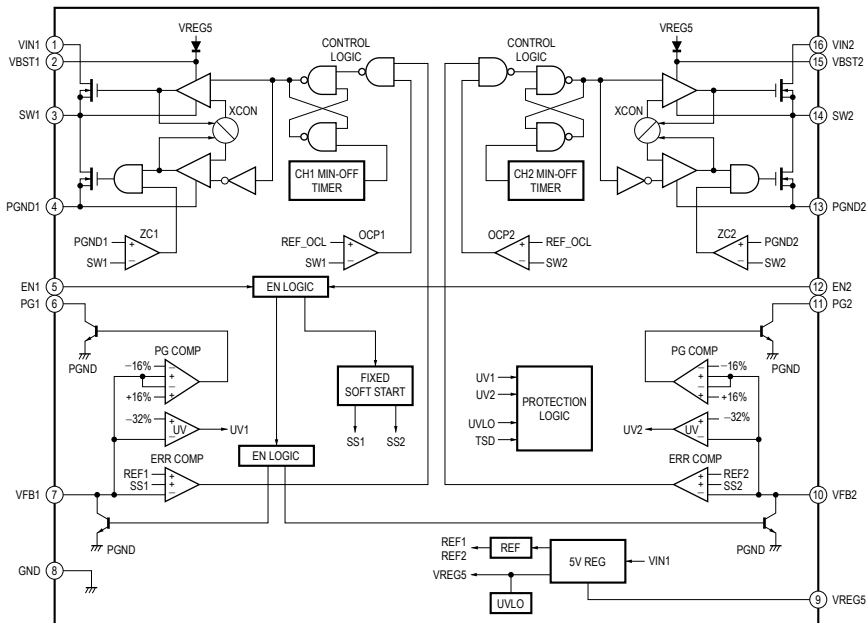 VREG5
CONTROL
LOGIC
CONTROL
LOGIC
VREG5
VIN1
1
16
VIN2
VBST1
2
15
VBST2
SW1
3
XCON
XCON
14
SW2
CH1 MIN-OFF
TIMER
CH2 MIN-OFF
TIMER
PGND1
4
13
PGND2
PGND1
+
ZC1
SW1
−
REF_OCL
+
OCP1
SW1
−
OCP2
+
REF_OCL
−
SW2
ZC2
+
PGND2
−
SW2
EN1
5
EN LOGIC
12
EN2
PG1
6
11
PG2
PGND
PG COMP
−16%
−
+
−
+16%
+
FIXED
SOFT START
SS1
SS2
UV1
UV2
UVLO
TSD
PROTECTION
LOGIC
PG COMP
−
−16%
+
−
+
+16%
PGND
−32%
+
UV
−
UV1
UV2
+
−32%
UV
−
EN LOGIC
ERR COMP
REF1
+
SS1
+
−
ERR COMP
+
REF2
+
SS2
−
VFB1
7
10
VFB2
PGND
PGND
GND
8
REF1
REF2
REF
5V REG
VIN1
VREG5
UVLO
9
VREG5